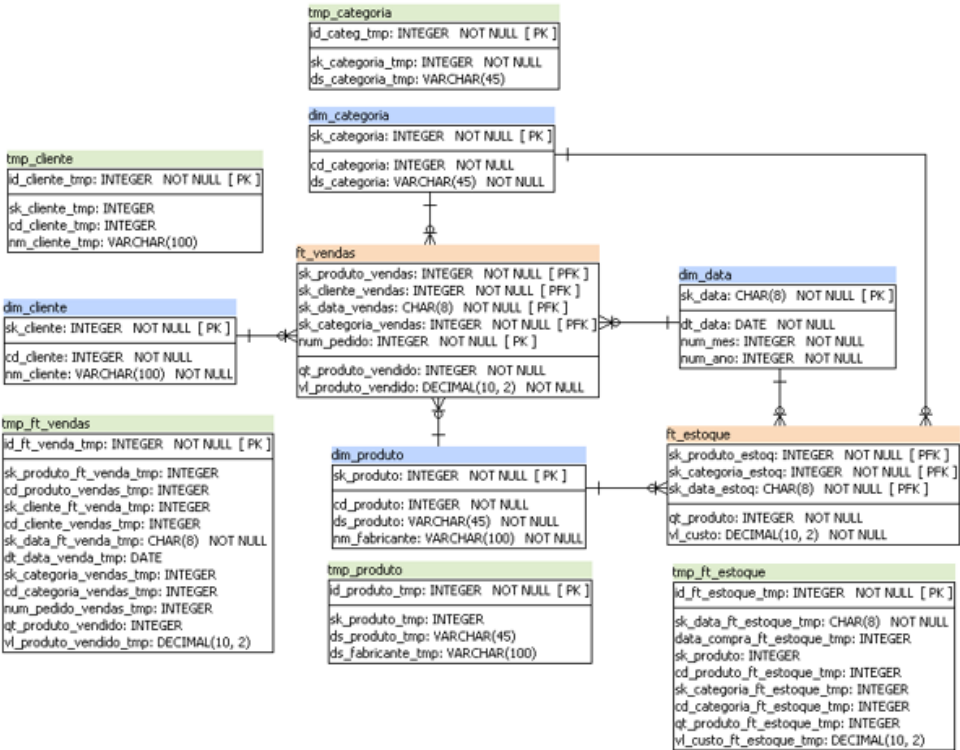 tmp_categoria
id_categ_tmp: INTEGER NOT NULL [ PK ]
sk_categoria_tmp: INTEGER NOT NULL
ds_categoria_tmp: VARCHAR(45)
dim_categoria
sk_categoria: INTEGER NOT NULL [ PK ]
cd_categoria: INTEGER NOT NULL
ds_categoria: VARCHAR(45) NOT NULL
tmp_cliente
id_cliente_tmp: INTEGER NOT NULL [ PK ]
sk_cliente_tmp: INTEGER
cd_cliente_tmp: INTEGER
nm_cliente_tmp: VARCHAR(100)
ft_vendas
sk_produto_vendas: INTEGER NOT NULL [ PFK ]
sk_cliente_vendas: INTEGER NOT NULL [ PFK ]
sk_data_vendas: CHAR(8) NOT NULL [ PFK ]
sk_categoria_vendas: INTEGER NOT NULL [ PFK ]
num_pedido: INTEGER NOT NULL [ PK ]
qt_produto_vendido: INTEGER NOT NULL
vl_produto_vendido: DECIMAL(10, 2) NOT NULL
dim_data
sk_data: CHAR(8) NOT NULL [ PK ]
dt_data: DATE NOT NULL
num_mes: INTEGER NOT NULL
num_ano: INTEGER NOT NULL
dim_cliente
sk_cliente: INTEGER NOT NULL [ PK ]
cd_cliente: INTEGER NOT NULL
nm_cliente: VARCHAR(100) NOT NULL
tmp_ft_vendas
id_ft_venda_tmp: INTEGER NOT NULL [ PK ]
sk_produto_ft_venda_tmp: INTEGER
cd_produto_vendas_tmp: INTEGER
sk_cliente_ft_venda_tmp: INTEGER
cd_cliente_vendas_tmp: INTEGER
sk_data_ft_venda_tmp: CHAR(8) NOT NULL
dt_data_venda_tmp: DATE
sk_categoria_vendas_tmp: INTEGER
cd_categoria_vendas_tmp: INTEGER
num_pedido_vendas_tmp: INTEGER
qt_produto_vendido: INTEGER
vl_produto_vendido_tmp: DECIMAL(10, 2)
dim_produto
sk_produto: INTEGER NOT NULL [ PK ]
cd_produto: INTEGER NOT NULL
ds_produto: VARCHAR(45) NOT NULL
nm_fabricante: VARCHAR(100) NOT NULL
ft_estoque
sk_produto_estoq: INTEGER NOT NULL [ PFK ]
sk_categoria_estoq: INTEGER NOT NULL [ PFK ]
sk_data_estoq: CHAR(8) NOT NULL [ PFK ]
qt_produto: INTEGER NOT NULL
vl_custo: DECIMAL(10, 2) NOT NULL
tmp_produto
id_produto_tmp: INTEGER NOT NULL [ PK ]
sk_produto_tmp: INTEGER
ds_produto_tmp: VARCHAR(45)
ds_fabricante_tmp: VARCHAR(100)
tmp_ft_estoque
id_ft_estoque_tmp: INTEGER NOT NULL [ PK ]
sk_data_ft_estoque_tmp: CHAR(8) NOT NULL
data_compra_ft_estoque_tmp: INTEGER
sk_produto: INTEGER
cd_produto_ft_estoque_tmp: INTEGER
sk_categoria_ft_estoque_tmp: INTEGER
cd_categoria_ft_estoque_tmp: INTEGER
qt_produto_ft_estoque_tmp: INTEGER
vl_custo_ft_estoque_tmp: DECIMAL(10, 2)